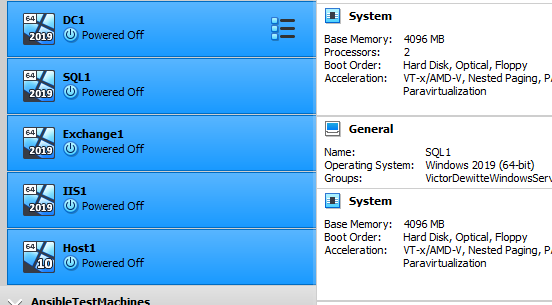 64
2019
DC1
Powered Off
64
2019
SQL1
Powered Off
64
2019
Exchange1
Powered Off
64
2019
IIS1
Powered Off
64
10
Host1
Powered Off
AnsibleTestMachines
System
Base Memory: 4096 MB
Processors: 2
Boot Order: Hard Disk, Optical, Floppy
Acceleration: VT-x/AMD-V, Nested Paging,
Paravirtualization
General
Name: SQL1
Operating System: Windows 2019 (64-bit)
Groups: VictorDewitteWindowsServ
System
Base Memory: 4096 MB
Boot Order: Hard Disk, Optical, Floppy
Acceleration: VT-x/AMD-V, Nested Paging,
Paravirtualization